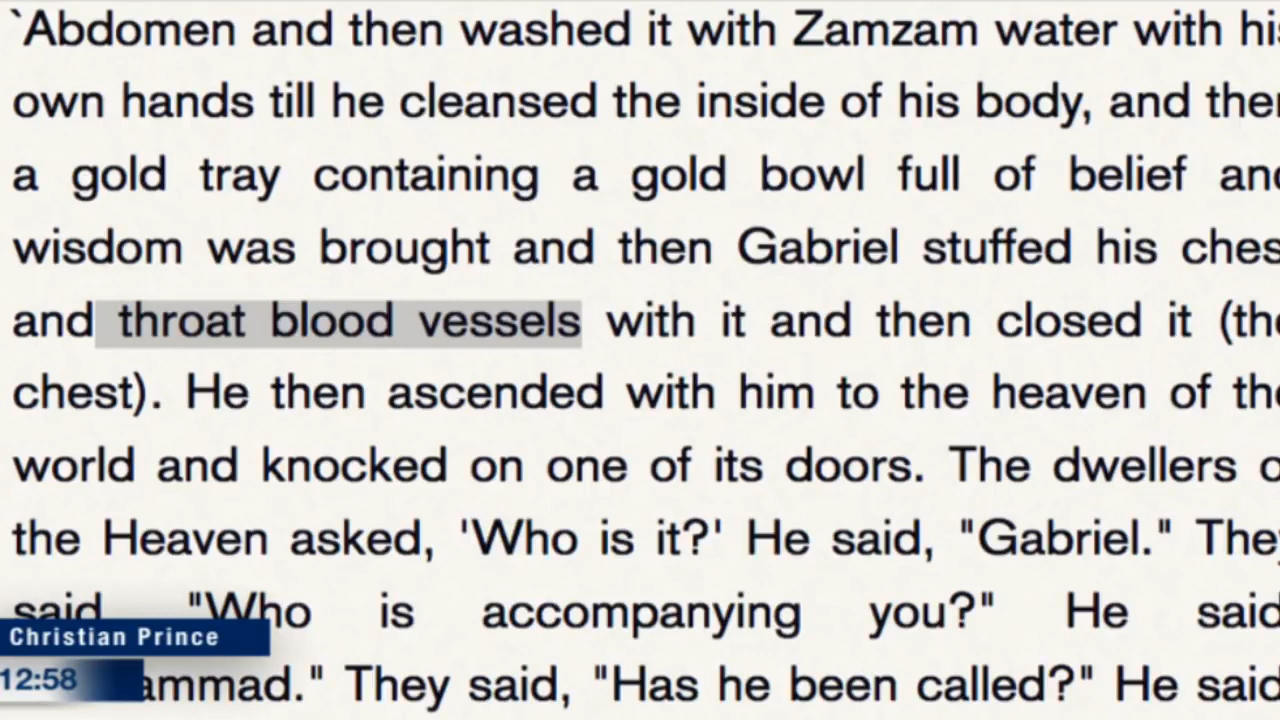 `Abdomen and then washed it with Zamzam water with his
own hands till he cleansed the inside of his body, and then
a gold tray containing a gold bowl full of belief and
wisdom was brought and then Gabriel stuffed his ches
and throat blood vessels with it and then closed it (the
chest). He then ascended with him to the heaven of the
world and knocked on one of its doors. The dwellers o
the Heaven asked, 'Who is it?' He said, "Gabriel." They
said "Who is accompanying you?" He said
ammad." They said, "Has he been called?" He said
Christian Prince
12:58